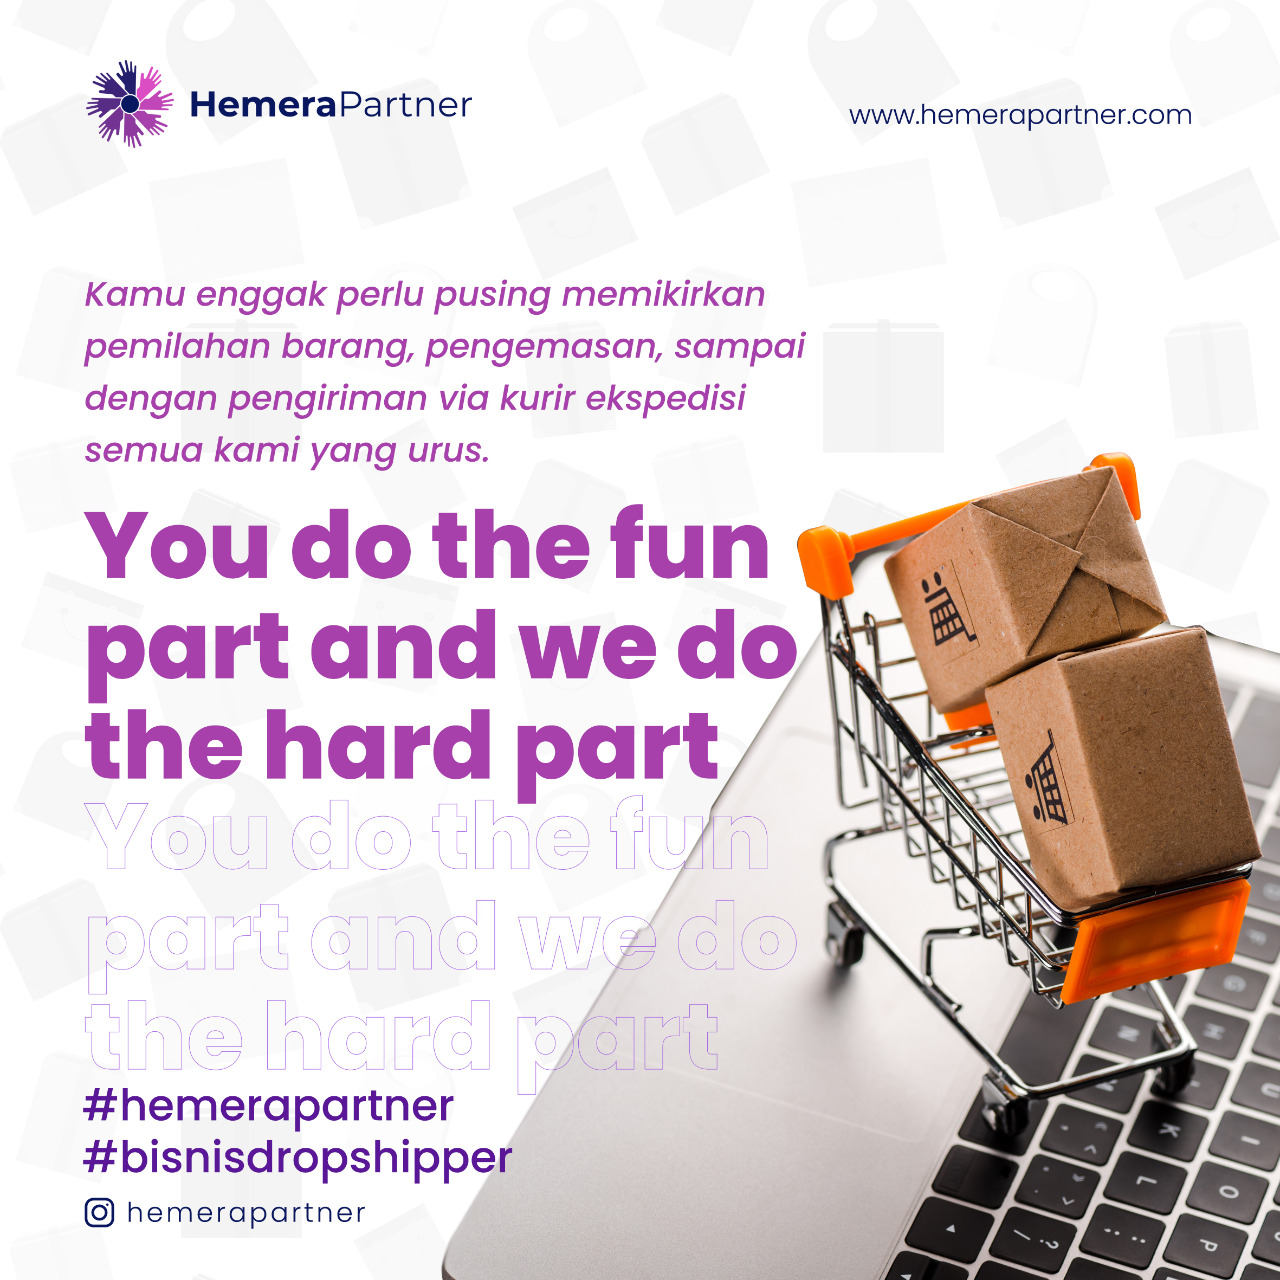 HemeraPartner
www.hemerapartner.com
Kamu enggak perlu pusing memikirkan
pemilahan barang, pengemasan, sampai
dengan pengiriman via kurir ekspedisi
semua kami yang urus.
You do the fun
part and we do
the hard part
You do the fun
part and we do
the hard part
#hemerapartner
#bisnisdropshipper
hemerapartner